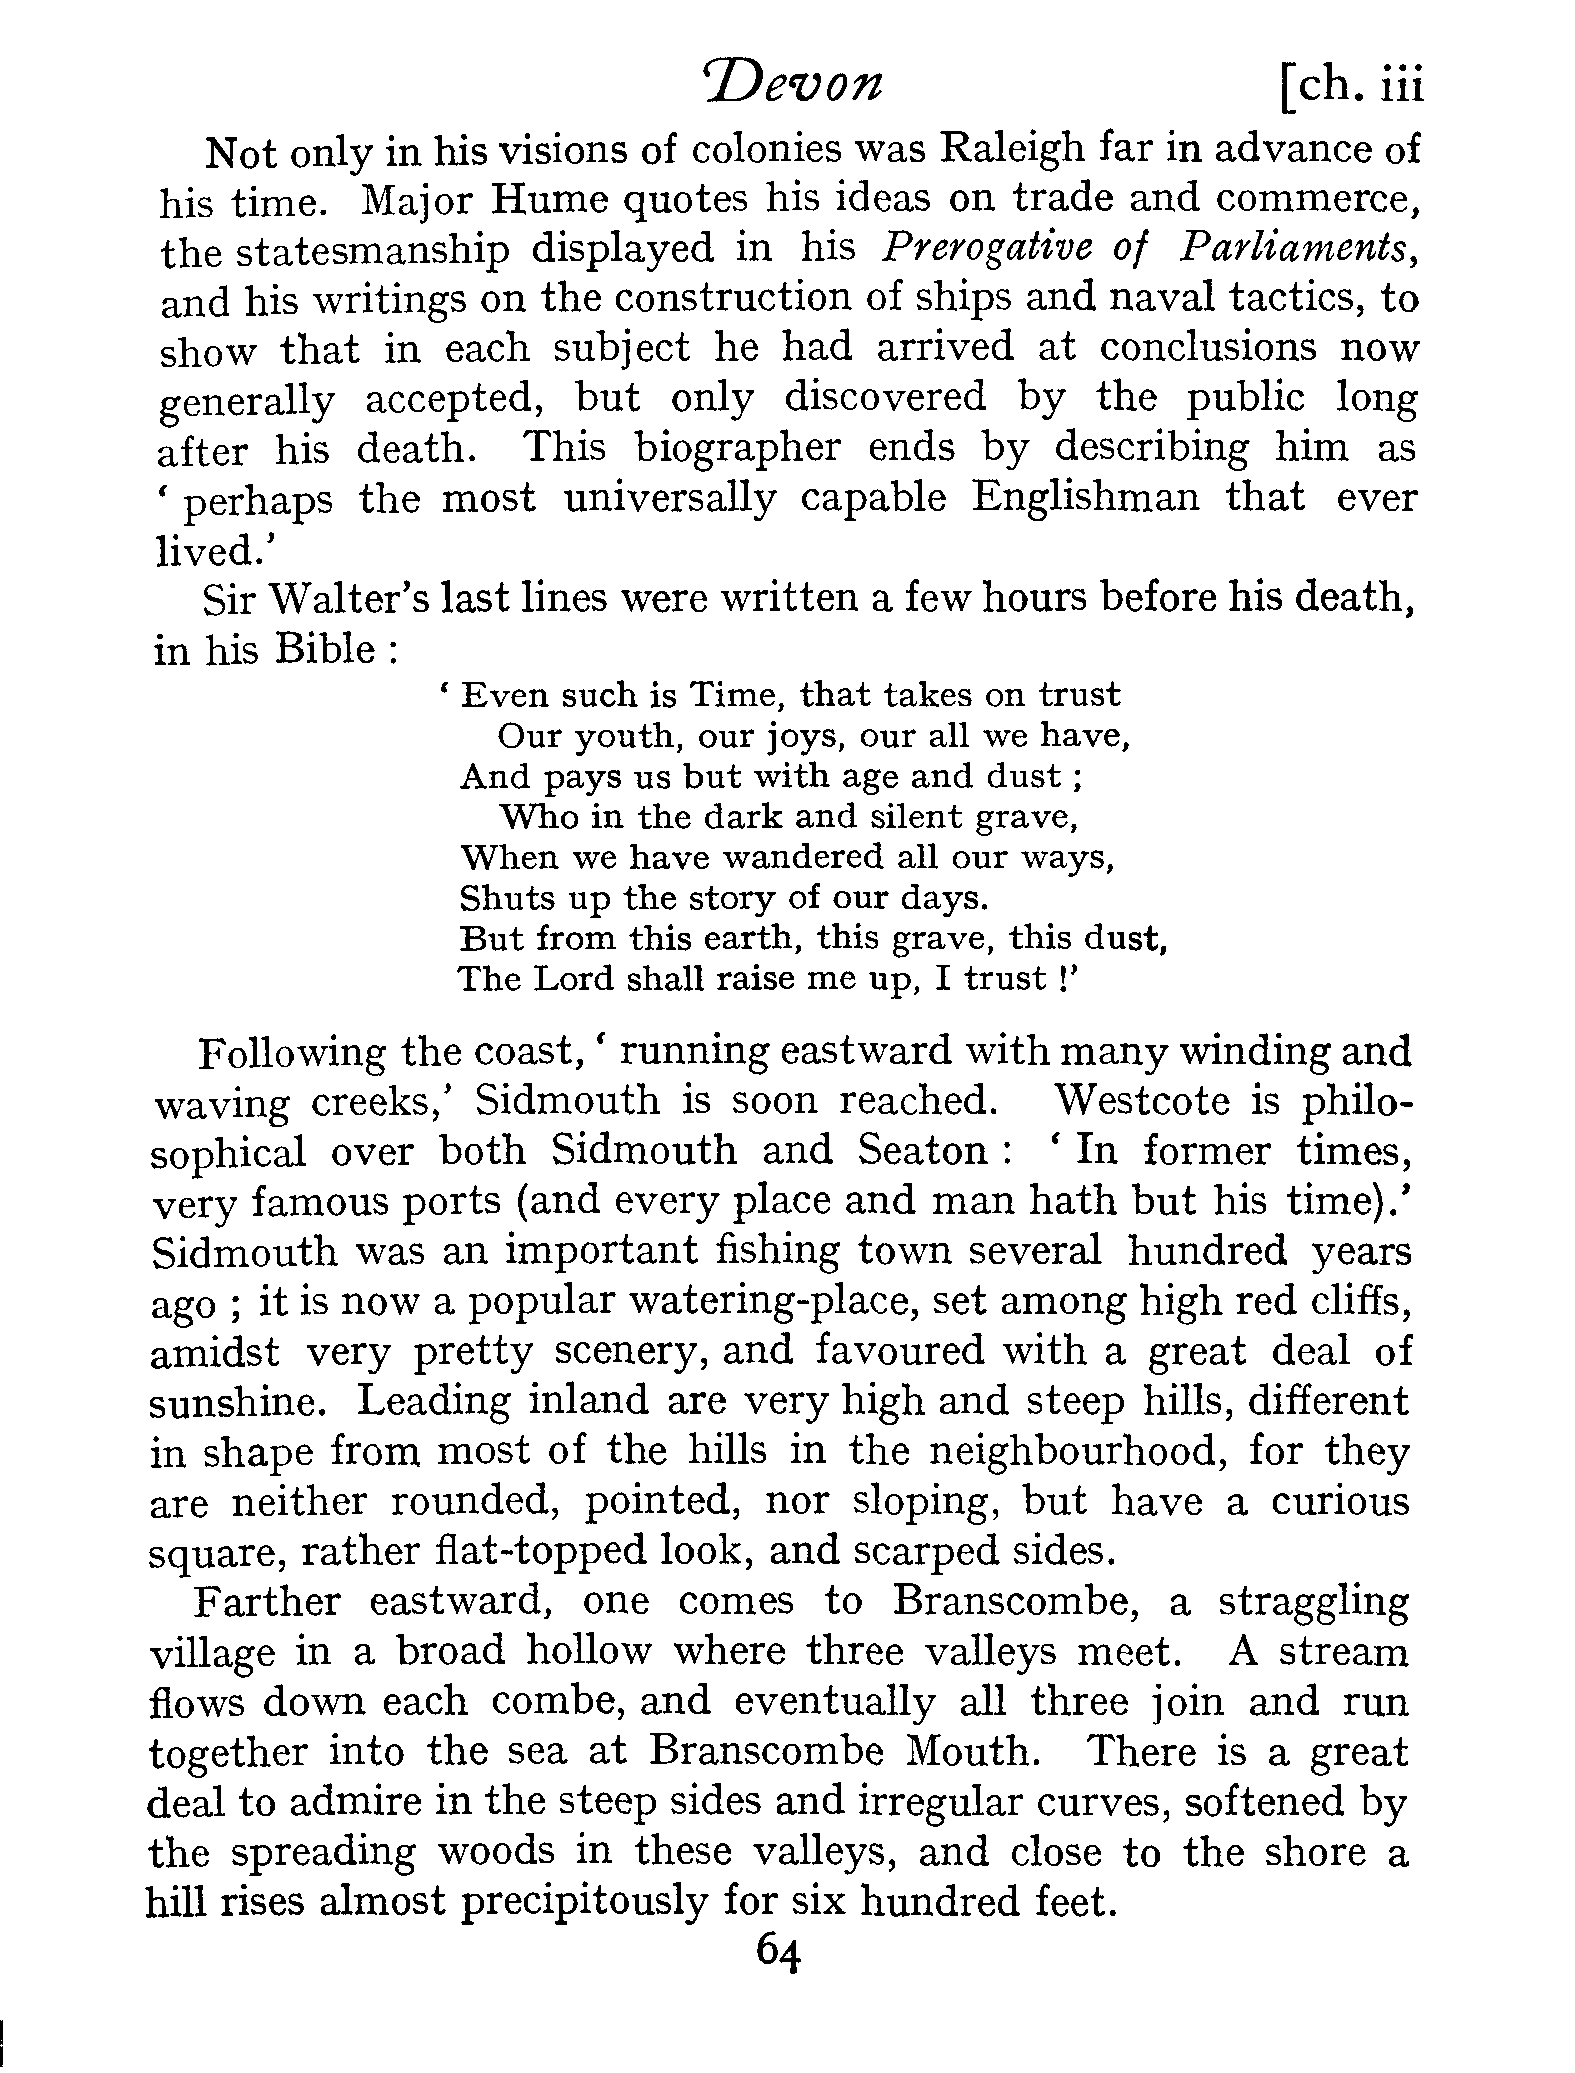 Devon [ch. iii
Not only in his visions of colonies was Raleigh far in advance of
his time. Major Hume quotes his ideas on trade and commerce,
the statesmanship displayed in his Prerogative of Parliaments,
and his writings on the construction of ships and naval tactics, to
show that in each subject he had arrived at conclusions now
generally accepted, but only discovered by the public long
after his death. This biographer ends by describing him as
‘ perhaps the most universally capable Englishman that ever
lived.’
Sir Walter’s last lines were written a few hours before his death,
in his Bible :
‘ Even such is Time, that takes on trust
Our youth, our joys, our all we have,
And pays us but with age and dust ;
Who in the dark and silent grave,
When we have wandered all our ways,
Shuts up the story of our days.
But from this earth, this grave, this dust,
The Lord shall raise me up, I trust !’
Following the coast, ‘ running eastward with many winding and
waving creeks,’ Sidmouth is soon reached. Westcote is philo-
sophical over both Sidmouth and Seaton : ‘ In former times,
very famous ports (and every place and man hath but his time).’
Sidmouth was an important fishing town several hundred years
ago ; it is now a popular watering-place, set among high red cliffs,
amidst very pretty scenery, and favoured with a great deal of
sunshine. Leading inland are very high and steep hills, different
in shape from most of the hills in the neighbourhood, for they
are neither rounded, pointed, nor sloping, but have a curious
square, rather flat-topped look, and scarped sides.
Farther eastward, one comes to Branscombe, a straggling
village in a broad hollow where three valleys meet. A stream
flows down each combe, and eventually all three join and run
together into the sea at Branscombe Mouth. There is a great
deal to admire in the steep sides and irregular curves, softened by
the spreading woods in these valleys, and close to the shore a
hill rises almost precipitously for six hundred feet.
64